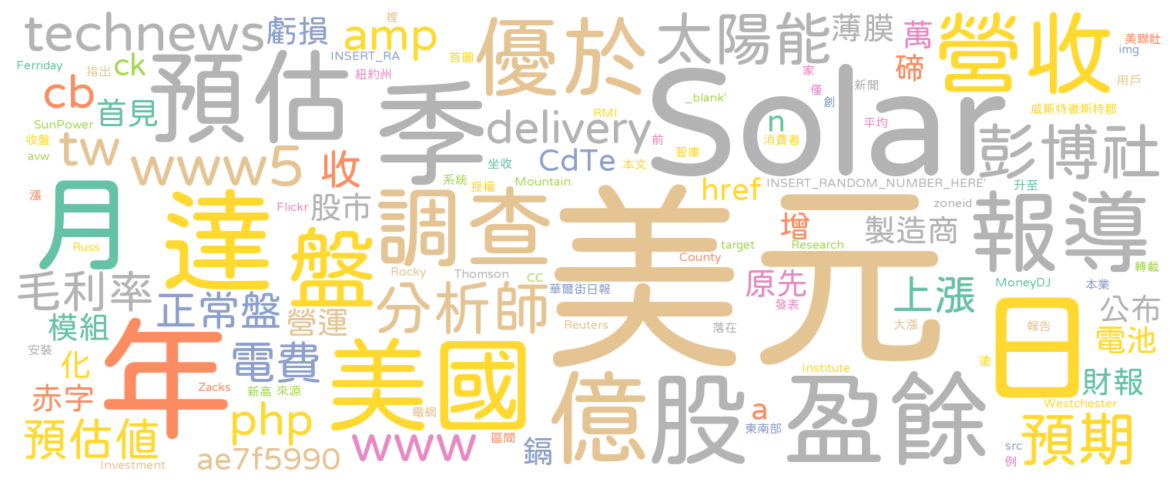 technews
虧損
裡
amp
優於
太陽能
薄膜
萬
營收
美聯社
img
INSERT_RA
紐約州
Ferriday
指出
ck
首圖
預估
cb
首見
季
Solar
家
僅
創
新聞
碲
用戶
_blank'
RMI
delivery
前
n
平均
威斯特徹斯特郡
SunPower
收盤
avw
tw
www5
收
坐收
CdTe
本文
智庫
消費者
彭博社
漲
月
達
盤
Flickr
股市
系統
授權
Mountain
調查
美元
href
INSERT_RANDOM_NUMBER_HERE'
升至
zoneid
報導
增
製造商
Russ
target
Research
County
轉載
毛利率
正常盤
營運
Rocky
Thomson
CC
華爾街日報
分析師
原先
發表
上漲
MoneyDJ
本業
公布
模組
安裝
年
電費
美國
Reuters
落在
大漲
日
報告
電池
化
赤字
Zacks
新高
來源
億
股
盈餘
Institute
遠
財報
Westchester
預估值
php
電網
www
區間
鎘
a
東南部
src
例
預期
Investment
ae7f5990